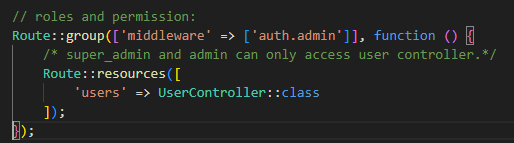 // roles and permission:
Route::group(['middleware' => ['auth.admin']], function () {
    /* super_admin and admin can only access user controller.*/
    Route::resources([
        'users' => UserController::class
    ]);
});